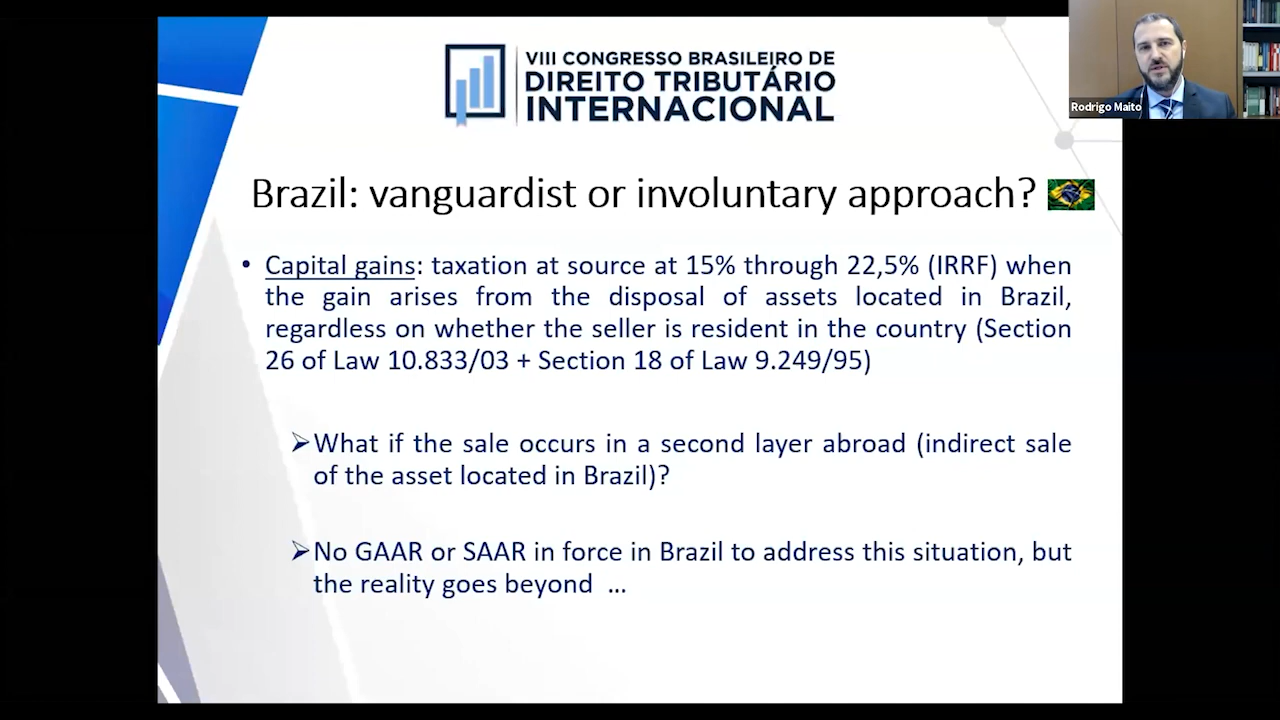 VIII CONGRESSO BRASILEIRO DE
DIREITO TRIBUTÁRIO
INTERNACIONAL
Rodrigo Maito
Brazil: vanguardist or involuntary approach?
• Capital gains: taxation at source at 15% through 22,5% (IRRF) when
the gain arises from the disposal of assets located in Brazil,
regardless on whether the seller is resident in the country (Section
26 of Law 10.833/03 + Section 18 of Law 9.249/95)
➢What if the sale occurs in a second layer abroad (indirect sale
of the asset located in Brazil)?
➢No GAAR or SAAR in force in Brazil to address this situation, but
the reality goes beyond ...